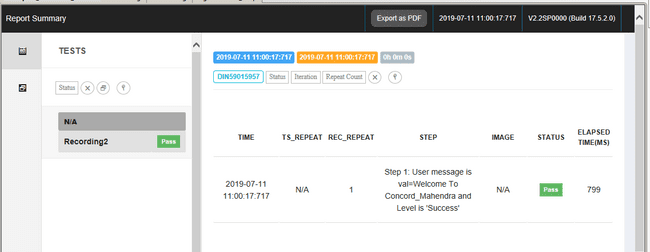 Report Summary
Export as PDF
2019-07-11 11:00:17:717
V2.2SP0000 (Build 17.5.2.0)
TESTS
Status
N/A
Recording2
Pass
2019-07-11 11:00:17:717
2019-07-11 11:00:17:717
0h 0m 0s
DIN59015957
Status
Iteration
Repeat Count
TIME
TS_REPEAT
REC_REPEAT
STEP
IMAGE
STATUS
ELAPSED
TIME(MS)
2019-07-11
11:00:17:717
N/A
1
Step 1: User message is
val=Welcome To
Concord_Mahendra and
Level is 'Success'
N/A
Pass
799